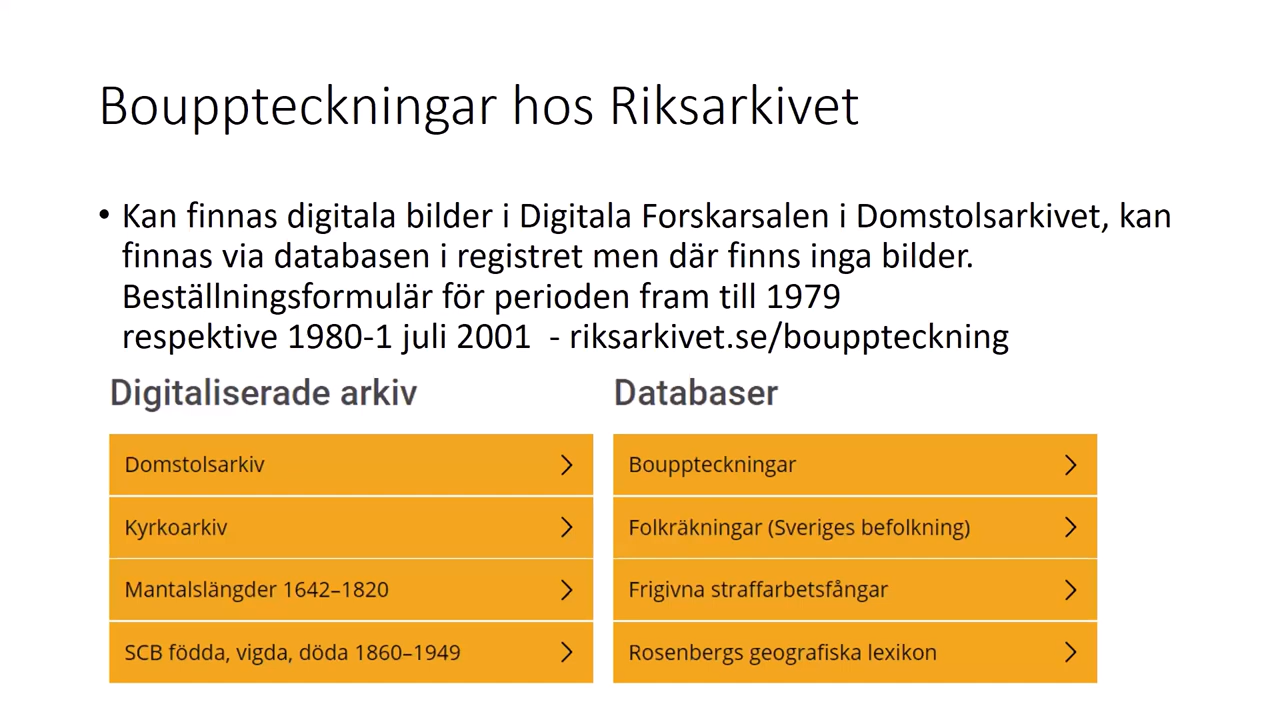 Bouppteckningar hos Riksarkivet
• Kan finnas digitala bilder i Digitala Forskarsalen i Domstolsarkivet, kan
finnas via databasen i registret men där finns inga bilder.
Beställningsformulär för perioden fram till 1979
respektive 1980-1 juli 2001 - riksarkivet.se/bouppteckning
Digitaliserade arkiv
Domstolsarkiv
Kyrkoarkiv
Mantalslängder 1642–1820
SCB födda, vigda, döda 1860–1949
Databaser
Bouppteckningar
Folkräkningar (Sveriges befolkning)
Frigivna straffarbetsfångar
Rosenbergs geografiska lexikon